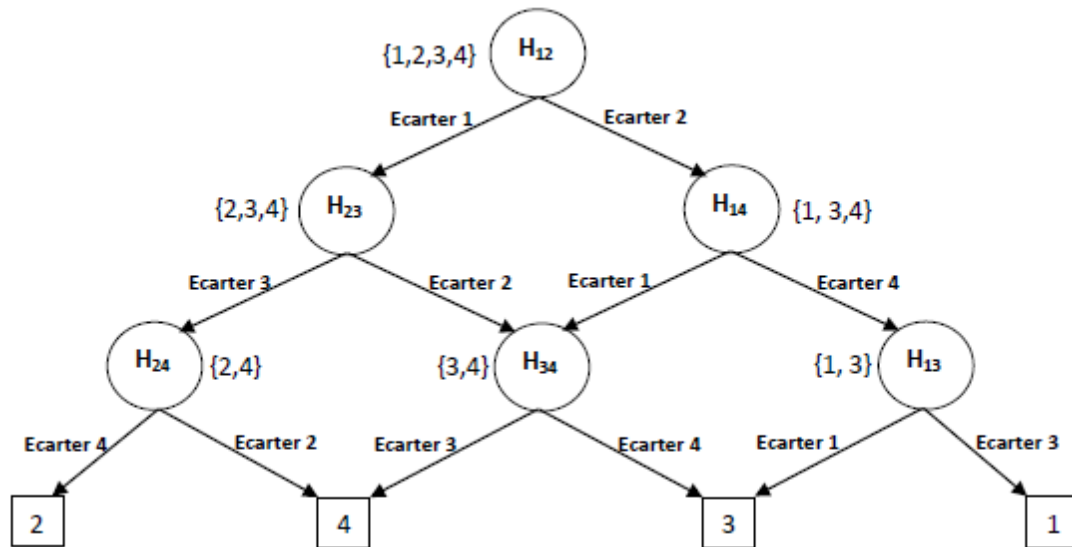 {1,2,3,4} H₁₂
Ecarter 1 Ecarter 2
{2,3,4} H₂₃ H₁₄ {1, 3,4}
Ecarter 3 Ecarter 2 Ecarter 1 Ecarter 4
H₂₄ {2,4} {3,4} H₃₄ {1, 3} H₁₃
Ecarter 4 Ecarter 2 Ecarter 3 Ecarter 4 Ecarter 1 Ecarter 3
2 4 3 1